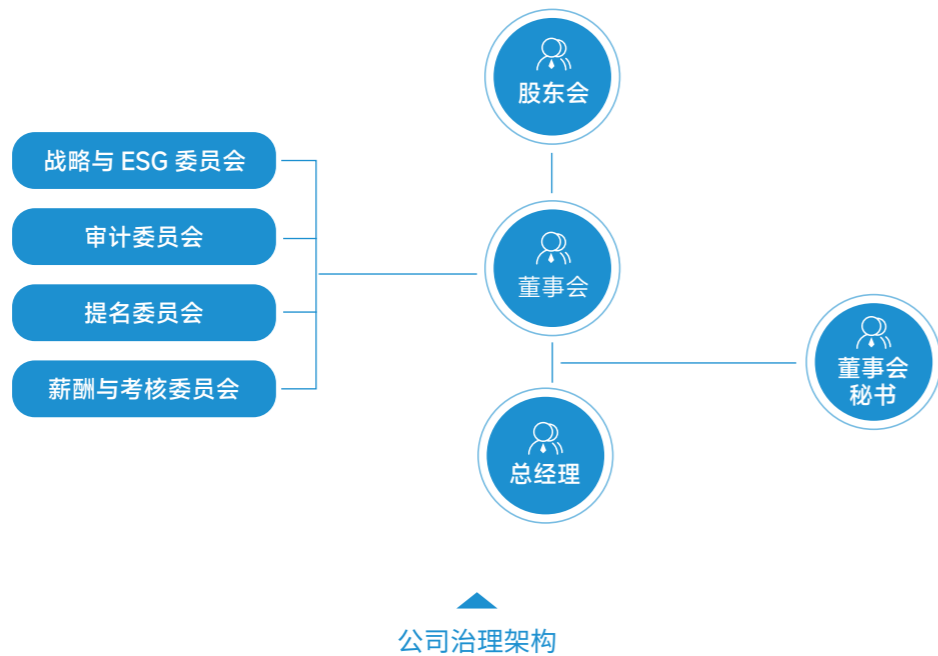 股东会
战略与 ESG 委员会
审计委员会
提名委员会
薪酬与考核委员会
董事会
董事会
秘书
总经理
公司治理架构